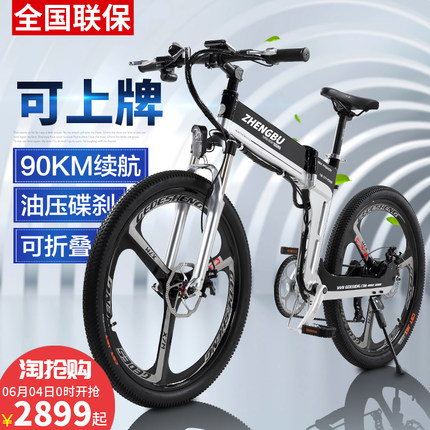 全国联保
可上牌
90KM续航
油压碟刹
可折叠
ZHENGBU
GEDESHENG
淘抢购
06月04日0时开抢
¥2899起